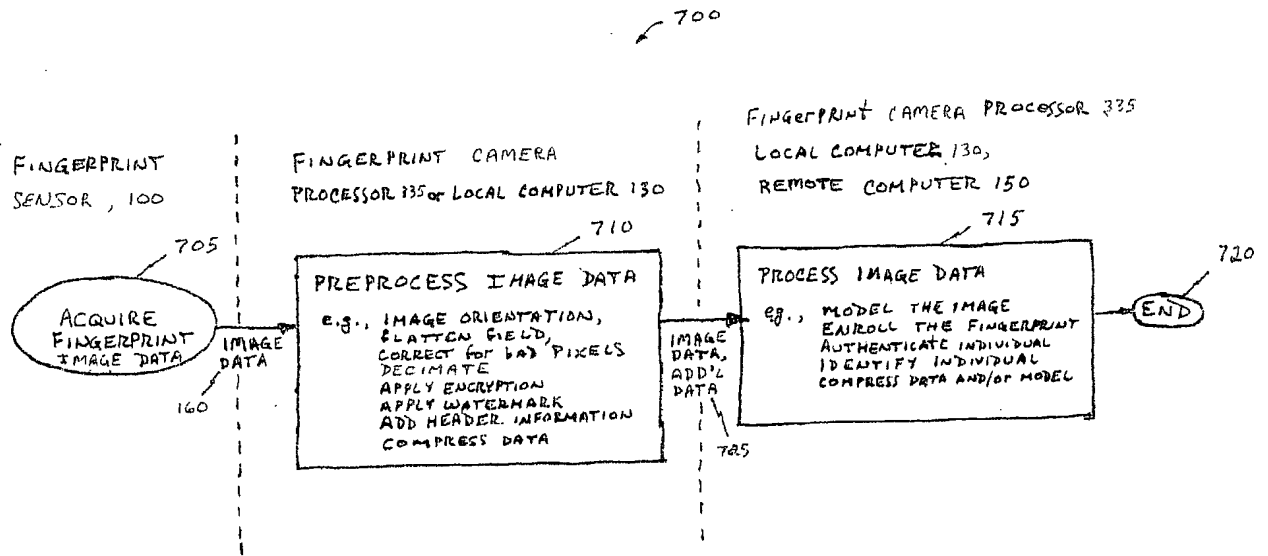 700
FINGERPRINT
SENSOR, 100
705
ACQUIRE
FINGERPRINT
IMAGE DATA
IMAGE
DATA
160
FINGERPRINT CAMERA
PROCESSOR 335 or LOCAL COMPUTER 130
710
PREPROCESS IMAGE DATA
e.g., IMAGE ORIENTATION,
FLATTEN FIELD,
CORRECT for bAD PIXELS
DECIMATE
APPLY ENCRYPTION
APPLY WATERMARK
ADD HEADER INFORMATION
COMPRESS DATA
IMAGE
DATA,
ADD'L
DATA
725
FINGerPRINT CAMERA PROCESSOR 335
LOCAL COMPUTER 130,
REMOTE COMPUTER 150
715
PROCESS IMAGE DATA
eg., MODEL THE IMAGE
ENROLL THE FINGERPRINT
AUTHENTICATE INDIVIDUAL
IDENTIFY INDIVIDUAL
COMPRESS DATA AND/OR MODEL
720
END